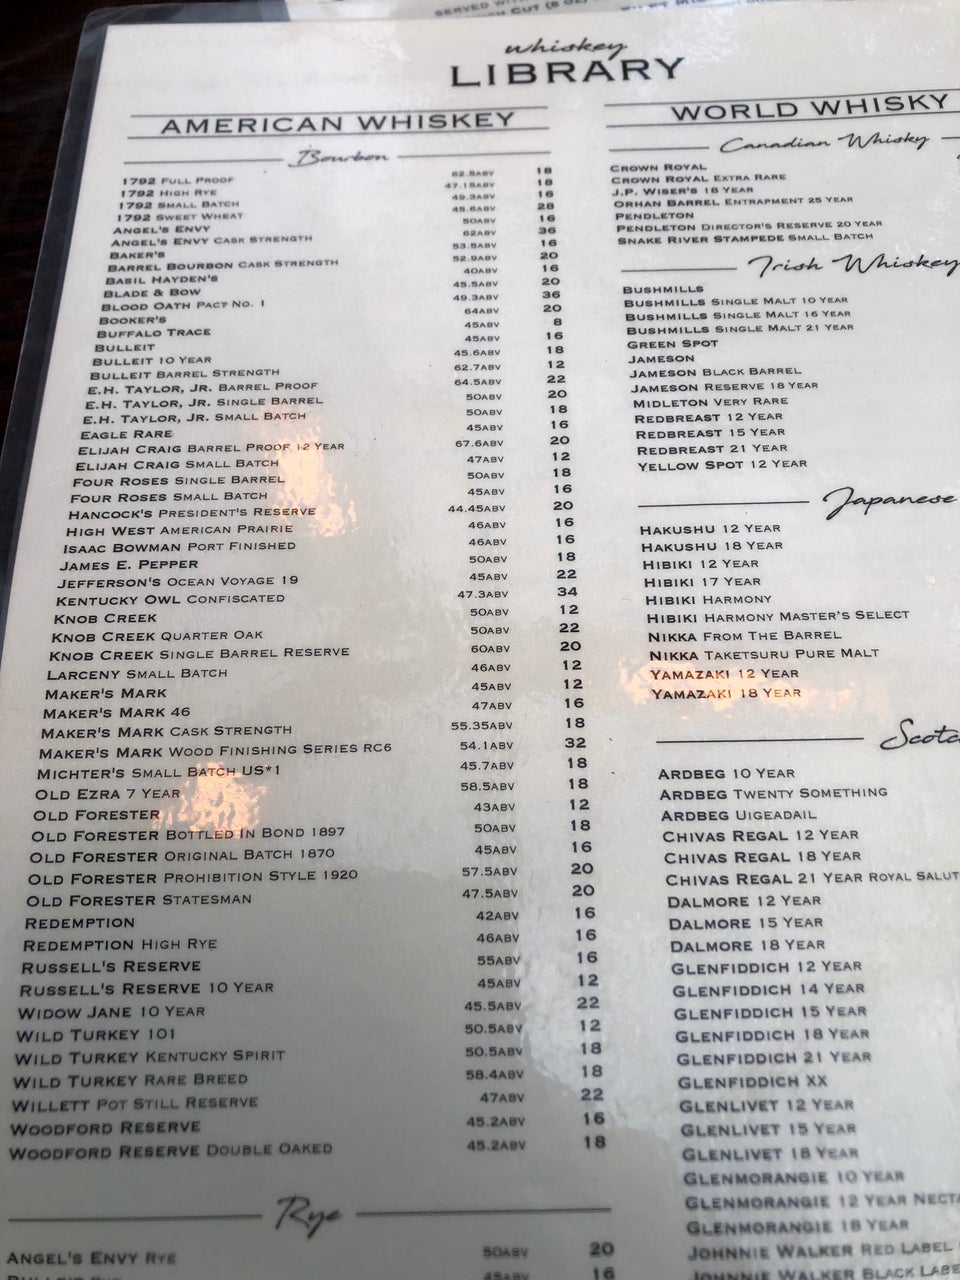 SERVED
CUT (8 OZ)
whiskey
LIBRARY
AMERICAN WHISKEY
Bourbon
1792 FULL PROOF 62.5ABV 18
1792 HIGH RYE 47.15ABV 18
1792 SMALL BATCH 49.3ABV 16
1792 SWEET WHEAT 45.6ABV 28
ANGEL'S ENVY 50ABV 16
ANGEL'S ENVY CASK STRENGTH 62ABV 36
BAKER'S 53.5ABV 16
BARREL BOURBON CASK STRENGTH 52.9ABV 20
BASIL HAYDEN'S 40ABV 16
BLADE & BOW 45.5ABV 20
BLOOD OATH PACT NO. 1 49.3ABV 36
BOOKER'S 64ABV 20
BUFFALO TRACE 45ABV 8
BULLEIT 45ABV 16
BULLEIT 10 YEAR 45.6ABV 18
BULLEIT BARREL STRENGTH 62.7ABV 12
E.H. TAYLOR, JR. BARREL PROOF 64.5ABV 22
E.H. TAYLOR, JR. SINGLE BARREL 50ABV 20
E.H. TAYLOR, JR. SMALL BATCH 50ABV 18
EAGLE RARE 45ABV 16
ELIJAH CRAIG BARREL PROOF 12 YEAR 67.6ABV 20
ELIJAH CRAIG SMALL BATCH 47ABV 12
FOUR ROSES SINGLE BARREL 50ABV 18
FOUR ROSES SMALL BATCH 45ABV 16
HANCOCK'S PRESIDENT'S RESERVE 44.45ABV 20
HIGH WEST AMERICAN PRAIRIE 46ABV 16
ISAAC BOWMAN PORT FINISHED 46ABV 16
JAMES E. PEPPER 50ABV 18
JEFFERSON'S OCEAN VOYAGE 19 45ABV 22
KENTUCKY OWL CONFISCATED 47.3ABV 34
KNOB CREEK 50ABV 12
KNOB CREEK QUARTER OAK 50ABV 22
KNOB CREEK SINGLE BARREL RESERVE 60ABV 20
LARCENY SMALL BATCH 46ABV 12
MAKER'S MARK 45ABV 12
MAKER'S MARK 46 47ABV 16
MAKER'S MARK CASK STRENGTH 55.35ABV 18
MAKER'S MARK WOOD FINISHING SERIES RC6 54.1ABV 32
MICHTER'S SMALL BATCH US*1 45.7ABV 18
OLD EZRA 7 YEAR 58.5ABV 18
OLD FORESTER 43ABV 12
OLD FORESTER BOTTLED IN BOND 1897 50ABV 18
OLD FORESTER ORIGINAL BATCH 1870 45ABV 16
OLD FORESTER PROHIBITION STYLE 1920 57.5ABV 20
OLD FORESTER STATESMAN 47.5ABV 20
REDEMPTION 42ABV 16
REDEMPTION HIGH RYE 46ABV 16
RUSSELL'S RESERVE 55ABV 16
RUSSELL'S RESERVE 10 YEAR 45ABV 12
WIDOW JANE 10 YEAR 45.5ABV 22
WILD TURKEY 101 50.5ABV 12
WILD TURKEY KENTUCKY SPIRIT 50.5ABV 18
WILD TURKEY RARE BREED 58.4ABV 18
WILLETT POT STILL RESERVE 47ABV 22
WOODFORD RESERVE 45.2ABV 16
WOODFORD RESERVE DOUBLE OAKED 45.2ABV 18
Rye
ANGEL'S ENVY RYE 50ABV 20
BULLEIT RYE 45ABV 16
WORLD WHISKY
Canadian Whisky
CROWN ROYAL
CROWN ROYAL EXTRA RARE
J.P. WISER'S 18 YEAR
ORHAN BARREL ENTRAPMENT 25 YEAR
PENDLETON
PENDLETON DIRECTOR'S RESERVE 20 YEAR
SNAKE RIVER STAMPEDE SMALL BATCH
Irish Whiskey
BUSHMILLS
BUSHMILLS SINGLE MALT 10 YEAR
BUSHMILLS SINGLE MALT 16 YEAR
BUSHMILLS SINGLE MALT 21 YEAR
GREEN SPOT
JAMESON
JAMESON BLACK BARREL
JAMESON RESERVE 18 YEAR
MIDLETON VERY RARE
REDBREAST 12 YEAR
REDBREAST 15 YEAR
REDBREAST 21 YEAR
YELLOW SPOT 12 YEAR
Japanese
HAKUSHU 12 YEAR
HAKUSHU 18 YEAR
HIBIKI 12 YEAR
HIBIKI 17 YEAR
HIBIKI HARMONY
HIBIKI HARMONY MASTER'S SELECT
NIKKA FROM THE BARREL
NIKKA TAKETSURU PURE MALT
YAMAZAKI 12 YEAR
YAMAZAKI 18 YEAR
Scotc
ARDBEG 10 YEAR
ARDBEG TWENTY SOMETHING
ARDBEG UIGEADAIL
CHIVAS REGAL 12 YEAR
CHIVAS REGAL 18 YEAR
CHIVAS REGAL 21 YEAR ROYAL SALUT
DALMORE 12 YEAR
DALMORE 15 YEAR
DALMORE 18 YEAR
GLENFIDDICH 12 YEAR
GLENFIDDICH 14 YEAR
GLENFIDDICH 15 YEAR
GLENFIDDICH 18 YEAR
GLENFIDDICH 21 YEAR
GLENFIDDICH XX
GLENLIVET 12 YEAR
GLENLIVET 15 YEAR
GLENLIVET 18 YEAR
GLENMORANGIE 10 YEAR
GLENMORANGIE 12 YEAR NECTA
GLENMORANGIE 18 YEAR
JOHNNIE WALKER RED LABEL
JOHNNIE WALKER BLACK LABE